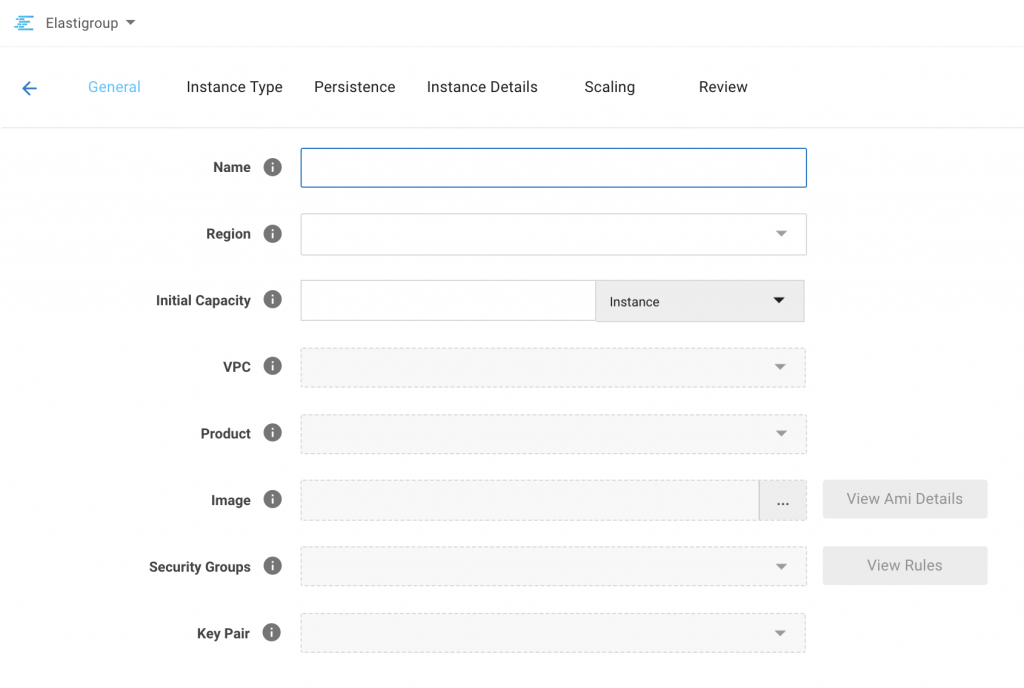 Elastigroup
General Instance Type Persistence Instance Details Scaling Review
Name
Region
Initial Capacity Instance
VPC
Product
Image ... View Ami Details
Security Groups View Rules
Key Pair